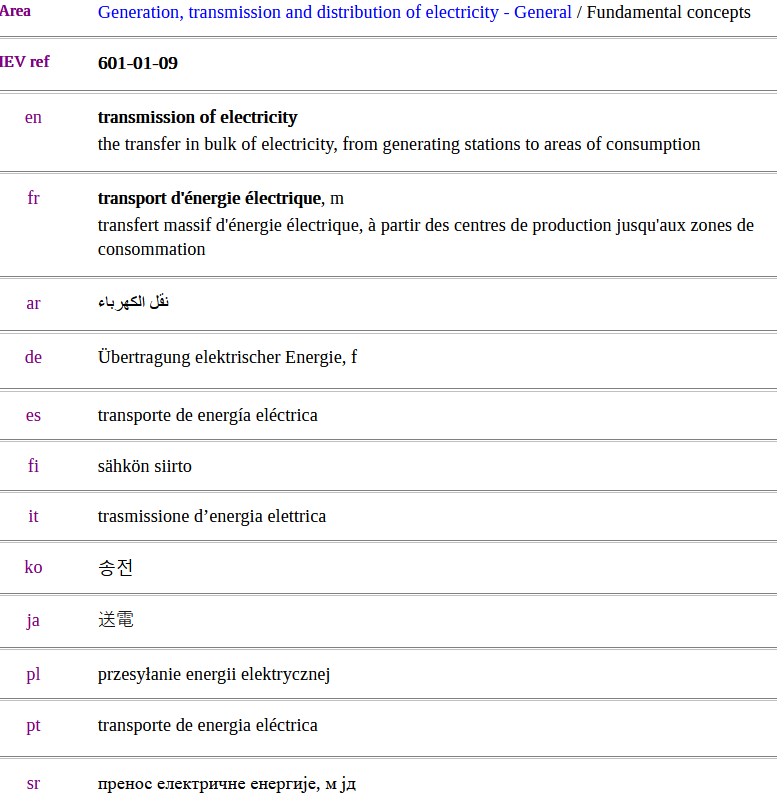 Area Generation, transmission and distribution of electricity - General / Fundamental concepts
IEV ref 601-01-09
en transmission of electricity
the transfer in bulk of electricity, from generating stations to areas of consumption
fr transport d'énergie électrique, m
transfert massif d'énergie électrique, à partir des centres de production jusqu'aux zones de
consommation
ar نقل الكهرباء
de Übertragung elektrischer Energie, f
es transporte de energía eléctrica
fi sähkön siirto
it trasmissione d’energia elettrica
ko 송전
ja 送電
pl przesyłanie energii elektrycznej
pt transporte de energia eléctrica
sr пренос електричне енергије, м јд